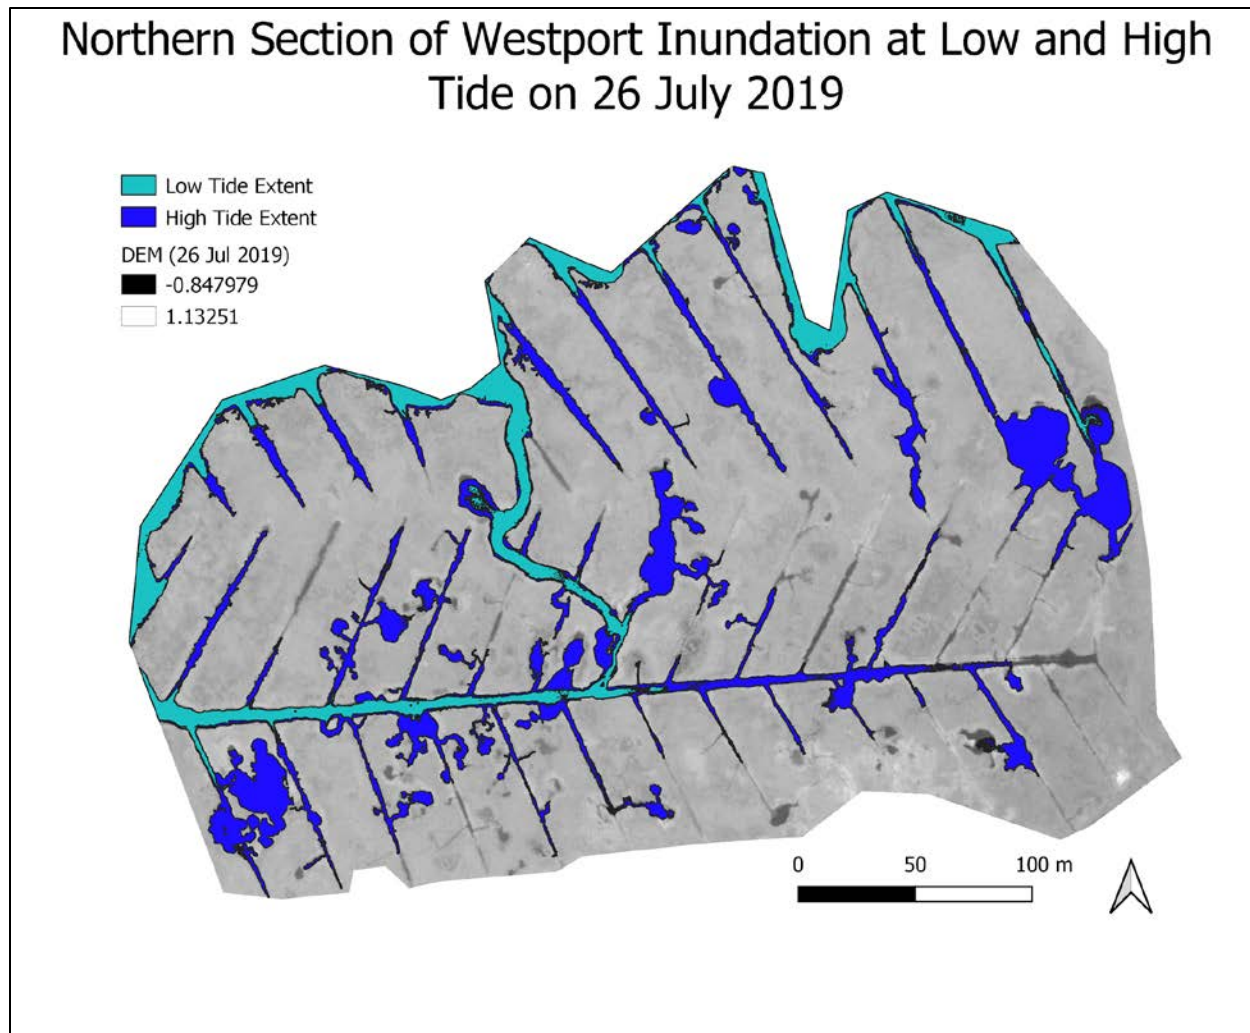 Northern Section of Westport Inundation at Low and High
Tide on 26 July 2019
Low Tide Extent
High Tide Extent
DEM (26 Jul 2019)
-0.847979
1.13251
0 50 100 m